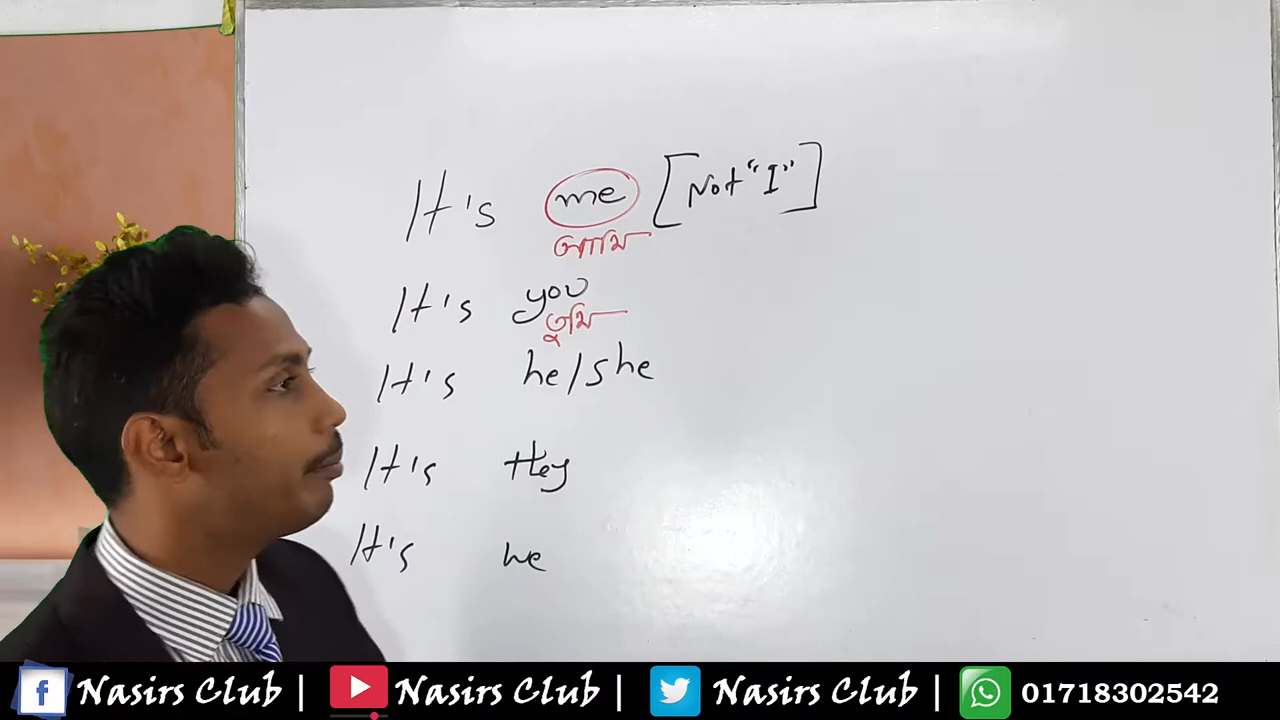 It's me [Not "I"]
আমি
It's you
তুমি
It's he/she
It's they
It's we
Nasirs Club | Nasirs Club | Nasirs Club | 01718302542